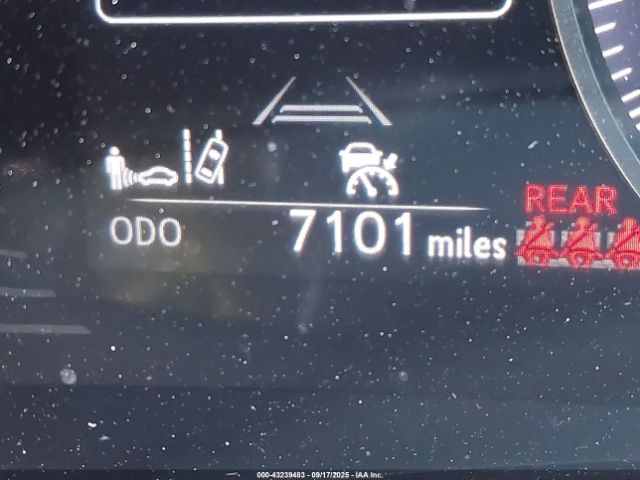 REAR
ODO 7101 miles
000-43239483 - 09/17/2025 - IAA Inc.